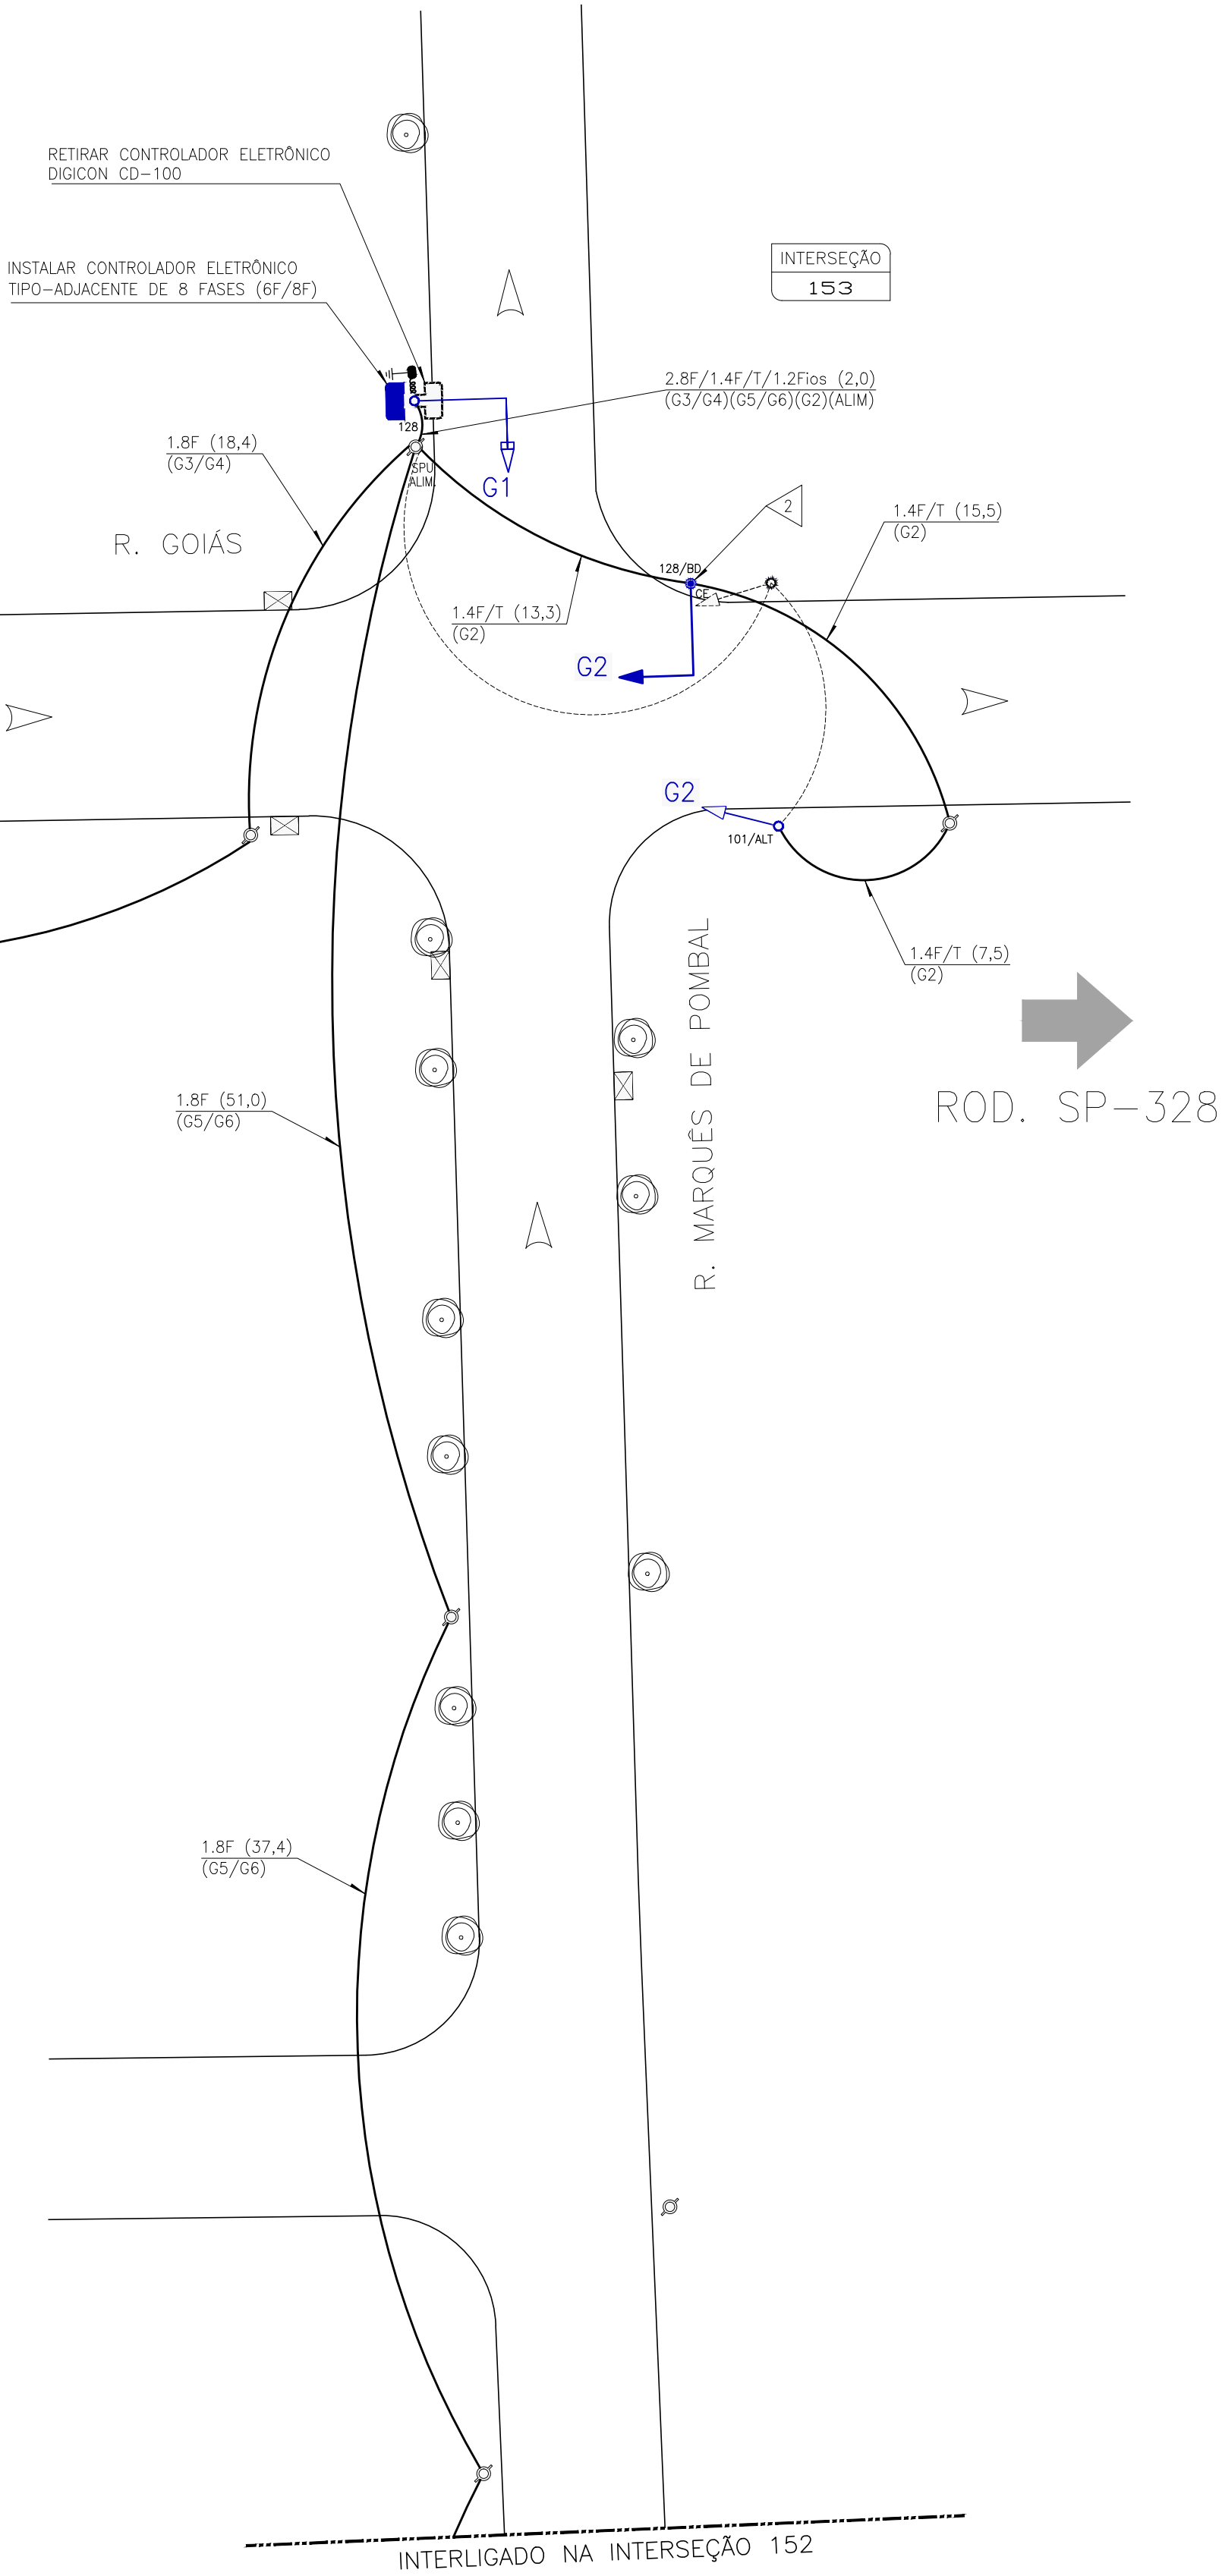 RETIRAR CONTROLADOR ELETRÔNICO
DIGICON CD-100
INTERSEÇÃO
153
INSTALAR CONTROLADOR ELETRÔNICO
TIPO-ADJACENTE DE 8 FASES (6F/8F)
2.8F/1.4F/T/1.2Fios (2,0)
(G3/G4)(G5/G6)(G2)(ALIM)
128
1.8F (18,4)
(G3/G4)
SPU
ALIM.
G1
2
1.4F/T (15,5)
(G2)
R. GOIÁS
128/BD
CE
1.4F/T (13,3)
(G2)
G2
G2
101/ALT
1.4F/T (7,5)
(G2)
R. MARQUÊS DE POMBAL
ROD. SP-328
1.8F (51,0)
(G5/G6)
1.8F (37,4)
(G5/G6)
INTERLIGADO NA INTERSEÇÃO 152